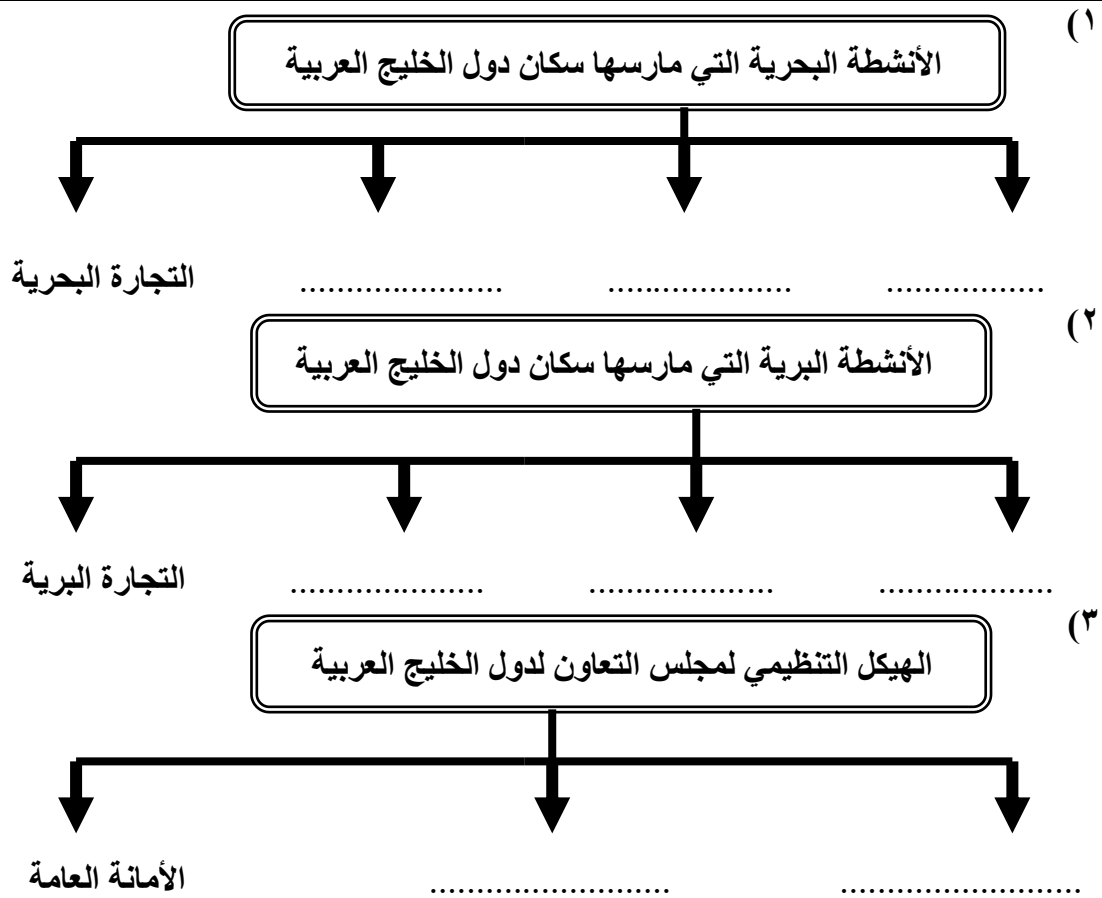 ١)
الأنشطة البحرية التي مارسها سكان دول الخليج العربية
................. .................... ...................... التجارة البحرية
٢)
الأنشطة البرية التي مارسها سكان دول الخليج العربية
................... .................... ..................... التجارة البرية
٣)
الهيكل التنظيمي لمجلس التعاون لدول الخليج العربية
.......................... .......................... الأمانة العامة